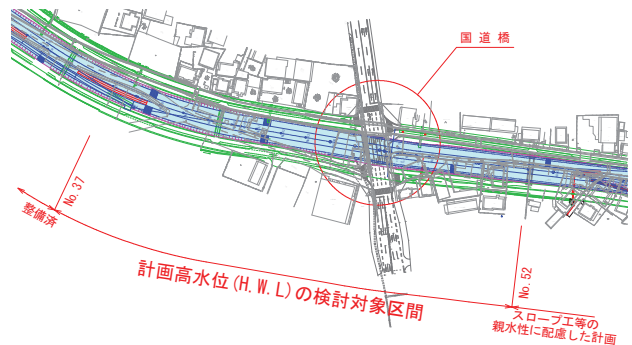 国道橋
No.37
整備済
計画高水位(H.W.L)の検討対象区間
No.52
スロープ工等の
親水性に配慮した計画